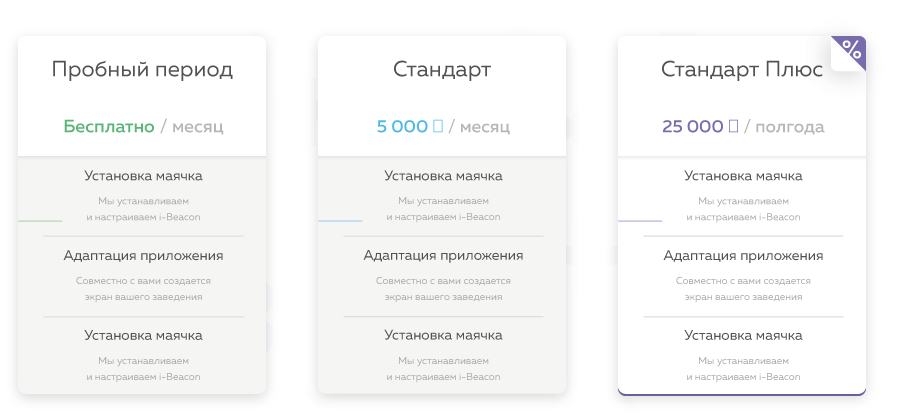 Пробный период
Бесплатно / месяц
Установка маячка
Мы устанавливаем
и настраиваем i-Beacon
Адаптация приложения
Совместно с вами создается
экран вашего заведения
Установка маячка
Мы устанавливаем
и настраиваем i-Beacon
Стандарт
5 000 / месяц
Установка маячка
Мы устанавливаем
и настраиваем i-Beacon
Адаптация приложения
Совместно с вами создается
экран вашего заведения
Установка маячка
Мы устанавливаем
и настраиваем i-Beacon
Стандарт Плюс
%
25 000 / полгода
Установка маячка
Мы устанавливаем
и настраиваем i-Beacon
Адаптация приложения
Совместно с вами создается
экран вашего заведения
Установка маячка
Мы устанавливаем
и настраиваем i-Beacon